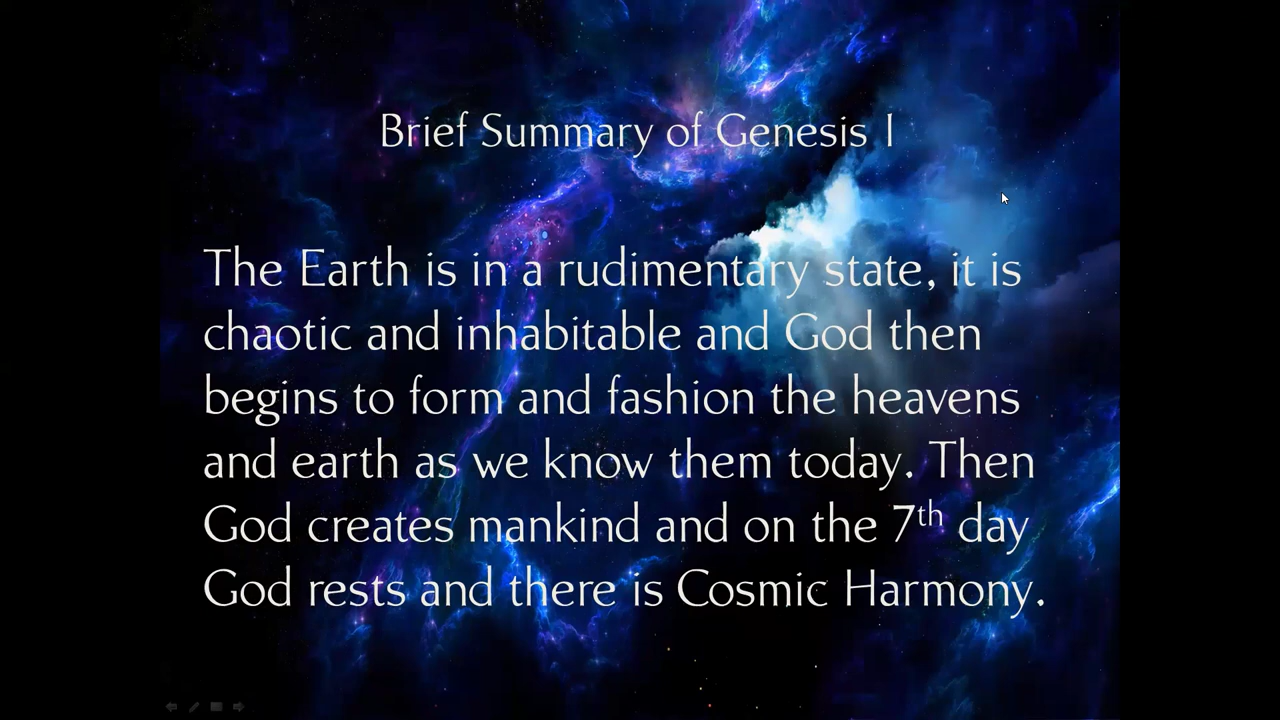 Brief Summary of Genesis 1
The Earth is in a rudimentary state, it is
chaotic and inhabitable and God then
begins to form and fashion the heavens
and earth as we know them today. Then
God creates mankind and on the 7th day
God rests and there is Cosmic Harmony.